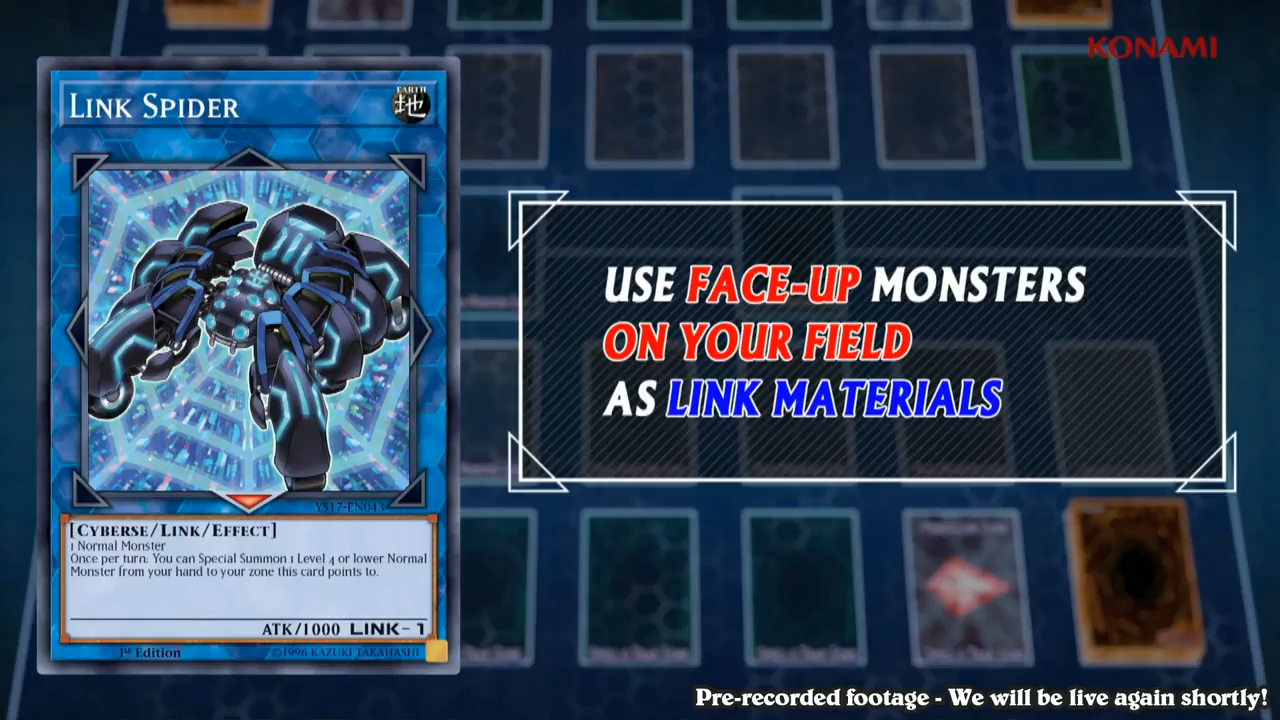 KONAMI
LINK SPIDER
EARTH
地
YS17-EN043
[CYBERSE/LINK/EFFECT]
1 Normal Monster
Once per turn: You can Special Summon 1 Level 4 or lower Normal
Monster from your hand to your zone this card points to.
ATK/1000 LINK-1
1st Edition
©1996 KAZUKI TAKAHASHI
USE FACE-UP MONSTERS
ON YOUR FIELD
AS LINK MATERIALS
Pre-recorded footage - We will be live again shortly!